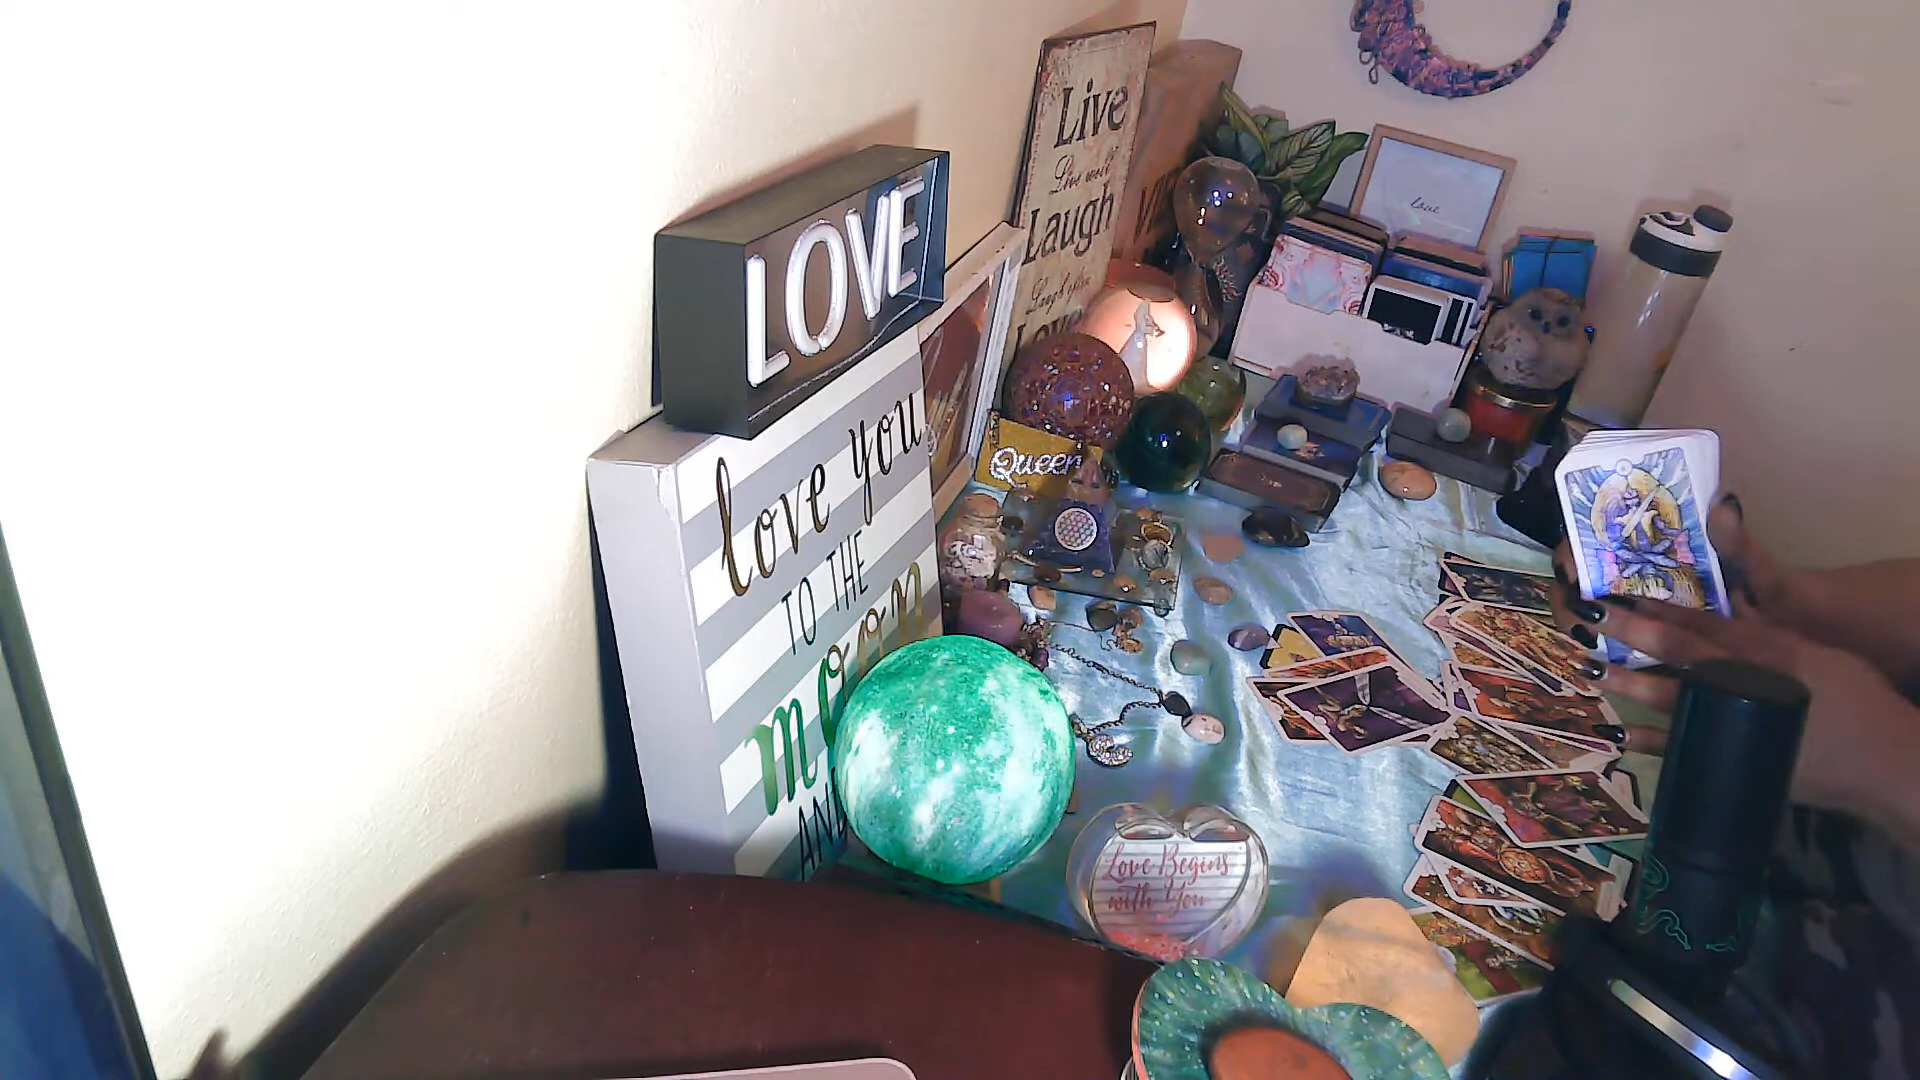 LOVE
love you
TO THE
moon
AND
Live
Live well
Laugh
Laugh often
Love
love
Queen
Love Begins
with You